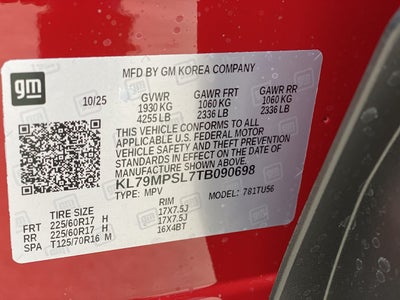 gm
MFD BY GM KOREA COMPANY
10/25 GVWR GAWR FRT GAWR RR
1930 KG 1060 KG 1060 KG
4255 LB 2336 LB 2336 LB
THIS VEHICLE CONFORMS TO ALL
APPLICABLE U.S. FEDERAL MOTOR
VEHICLE SAFETY AND THEFT PREVENTION
STANDARDS IN EFFECT ON THE DATE OF
MANUFACTURE SHOWN ABOVE.
KL79MPSL7TB090698
TYPE: MPV MODEL: 781TU56
TIRE SIZE RIM
FRT 225/60R17 H 17X7.5J
RR 225/60R17 H 17X7.5J
SPA T125/70R16 M 16X4BT